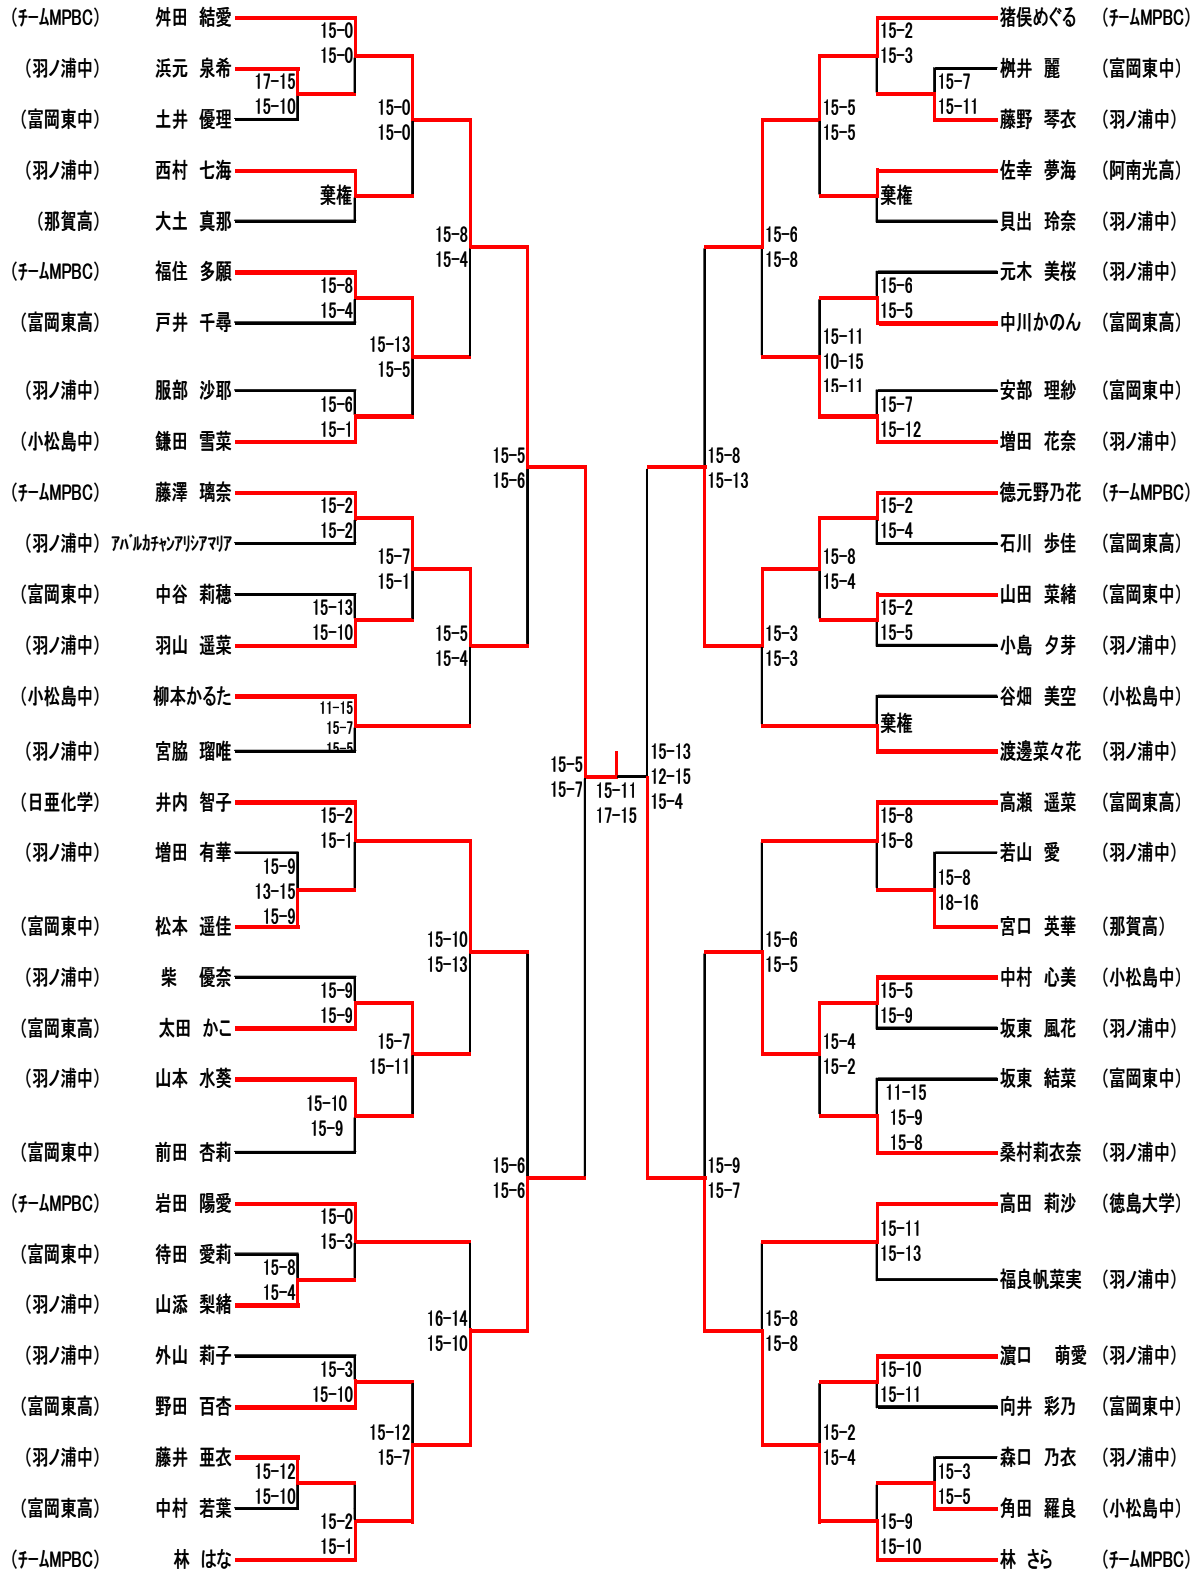 (チームMPBC) 舛田 結愛
15-0
15-0
(羽ノ浦中) 浜元 泉希
17-15
15-10
(富岡東中) 土井 優理
15-0
15-0
(羽ノ浦中) 西村 七海
棄権
(那賀高) 大土 真那
15-8
15-4
(チームMPBC) 福住 多願
15-8
15-4
(富岡東高) 戸井 千尋
15-13
15-5
(羽ノ浦中) 服部 沙耶
15-6
15-1
(小松島中) 鎌田 雪菜
15-5
15-6
(チームMPBC) 藤澤 璃奈
15-2
15-2
(羽ノ浦中) アバルカチャンアリシアマリア
15-7
15-1
(富岡東中) 中谷 莉穂
15-13
15-10
(羽ノ浦中) 羽山 遥菜
15-5
15-4
(小松島中) 柳本かるた
11-15
15-7
15-5
(羽ノ浦中) 宮脇 瑠唯
15-5
15-7
(日亜化学) 井内 智子
15-2
15-1
(羽ノ浦中) 増田 有華
15-9
13-15
15-9
(富岡東中) 松本 遥佳
15-10
15-13
(羽ノ浦中) 柴 優奈
15-9
15-9
(富岡東高) 太田 かこ
15-7
15-11
(羽ノ浦中) 山本 水葵
15-10
15-9
(富岡東中) 前田 杏莉
15-6
15-6
(チームMPBC) 岩田 陽愛
15-0
15-3
(富岡東中) 待田 愛莉
15-8
15-4
(羽ノ浦中) 山添 梨緒
16-14
15-10
(羽ノ浦中) 外山 莉子
15-3
15-10
(富岡東高) 野田 百杏
15-12
15-7
(羽ノ浦中) 藤井 亜衣
15-12
15-10
(富岡東高) 中村 若葉
15-2
15-1
(チームMPBC) 林 はな
15-11
17-15
猪俣めぐる (チームMPBC)
15-2
15-3
桝井 麗 (富岡東中)
15-7
15-11
藤野 琴衣 (羽ノ浦中)
15-5
15-5
佐幸 夢海 (阿南光高)
棄権
貝出 玲奈 (羽ノ浦中)
15-6
15-8
元木 美桜 (羽ノ浦中)
15-6
15-5
中川かのん (富岡東高)
15-11
10-15
15-11
安部 理紗 (富岡東中)
15-7
15-12
増田 花奈 (羽ノ浦中)
15-8
15-13
德元野乃花 (チームMPBC)
15-2
15-4
石川 歩佳 (富岡東高)
15-8
15-4
山田 菜緒 (富岡東中)
15-2
15-5
小島 夕芽 (羽ノ浦中)
15-3
15-3
谷畑 美空 (小松島中)
棄権
渡邊菜々花 (羽ノ浦中)
15-13
12-15
15-4
高瀬 遥菜 (富岡東高)
15-8
15-8
若山 愛 (羽ノ浦中)
15-8
18-16
宮口 英華 (那賀高)
15-6
15-5
中村 心美 (小松島中)
15-5
15-9
坂東 風花 (羽ノ浦中)
15-4
15-2
坂東 結菜 (富岡東中)
11-15
15-9
15-8
桑村莉衣奈 (羽ノ浦中)
15-9
15-7
高田 莉沙 (徳島大学)
15-11
15-13
福良帆菜実 (羽ノ浦中)
15-8
15-8
濵口 萌愛 (羽ノ浦中)
15-10
15-11
向井 彩乃 (富岡東中)
15-2
15-4
森口 乃衣 (羽ノ浦中)
15-3
15-5
角田 羅良 (小松島中)
15-9
15-10
林 さら (チームMPBC)